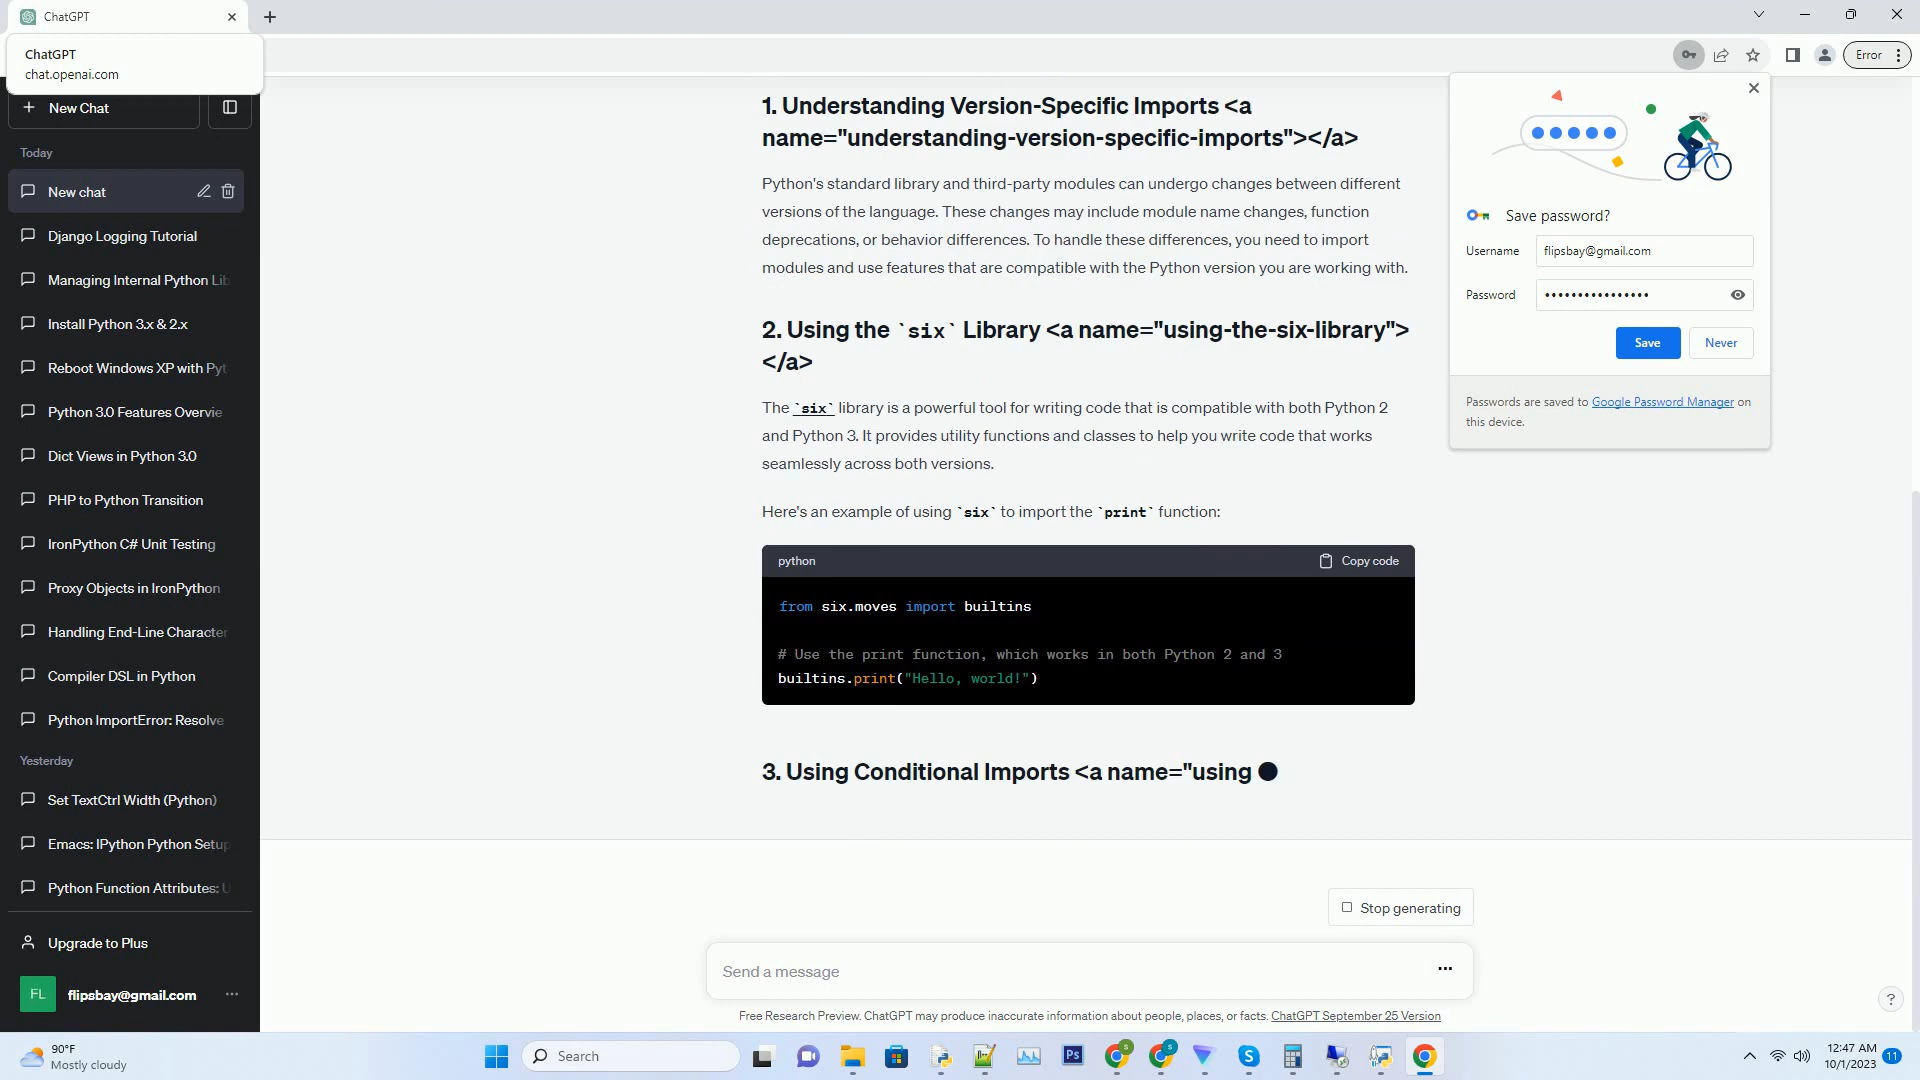 ChatGPT
ChatGPT
chat.openai.com
Error
New Chat
Today
New chat
Django Logging Tutorial
Managing Internal Python Lib
Install Python 3.x & 2.x
Reboot Windows XP with Pyt
Python 3.0 Features Overvie
Dict Views in Python 3.0
PHP to Python Transition
IronPython C# Unit Testing
Proxy Objects in IronPython
Handling End-Line Character
Compiler DSL in Python
Python ImportError: Resolve
Yesterday
Set TextCtrl Width (Python)
Emacs: IPython Python Setup
Python Function Attributes: U
Upgrade to Plus
FL
flipsbay@gmail.com
1. Understanding Version-Specific Imports <a
name="understanding-version-specific-imports"></a>
Python's standard library and third-party modules can undergo changes between different
versions of the language. These changes may include module name changes, function
deprecations, or behavior differences. To handle these differences, you need to import
modules and use features that are compatible with the Python version you are working with.
2. Using the `six` Library <a name="using-the-six-library">
</a>
The `six` library is a powerful tool for writing code that is compatible with both Python 2
and Python 3. It provides utility functions and classes to help you write code that works
seamlessly across both versions.
Here's an example of using `six` to import the `print` function:
python
Copy code
from six.moves import builtins
# Use the print function, which works in both Python 2 and 3
builtins.print("Hello, world!")
3. Using Conditional Imports <a name="using
Save password?
Username
flipsbay@gmail.com
Password
••••••••••••••••
Save
Never
Passwords are saved to Google Password Manager on
this device.
Stop generating
Send a message
Free Research Preview. ChatGPT may produce inaccurate information about people, places, or facts. ChatGPT September 25 Version
?
90°F
Mostly cloudy
Search
Ps
S
S
S
12:47 AM
10/1/2023
11